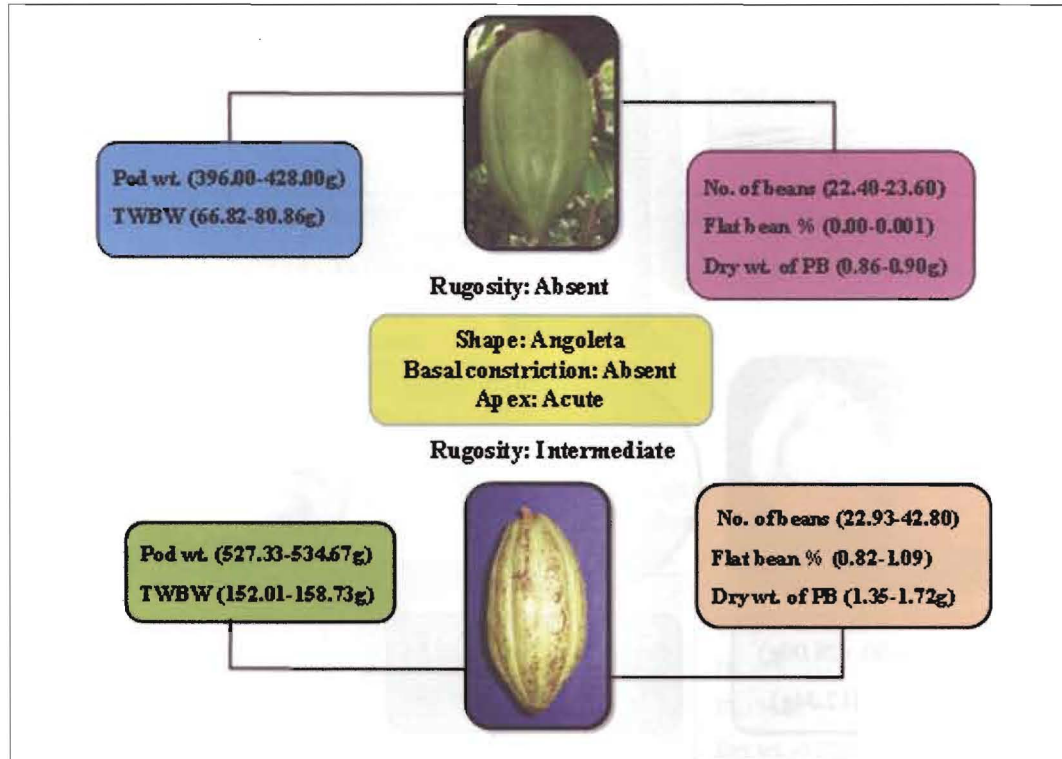 Pod wt. (396.00-428.00g)
TWBW (66.82-80.86g)
No. of beans (22.40-23.60)
Flat bean % (0.00-0.001)
Dry wt. of PB (0.86-0.90g)
Rugosity: Absent
Shape: Angoleta
Basal constriction: Absent
Apex: Acute
Rugosity: Intermediate
Pod wt. (527.33-534.67g)
TWBW (152.01-158.73g)
No. of beans (22.93-42.80)
Flat bean % (0.82-1.09)
Dry wt. of PB (1.35-1.72g)